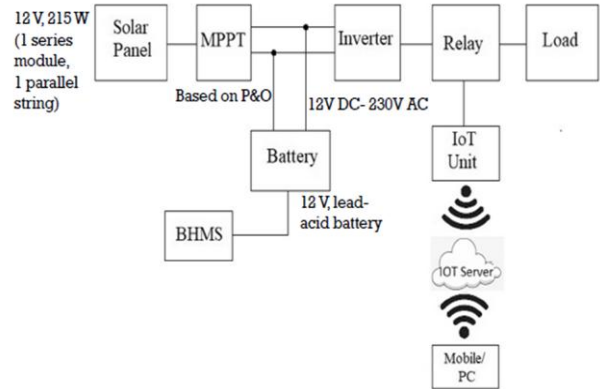 12 V, 215 W
(1 series
module,
1 parallel
string)
Solar
Panel
MPPT
Inverter
Relay
Load
Based on P&O
12V DC- 230V AC
Battery
IoT
Unit
12 V, lead-
acid battery
BHMS
IOT Server
Mobile/
PC